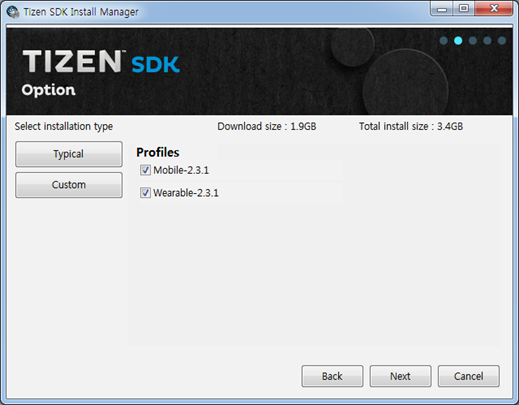 Tizen SDK Install Manager
TIZEN™ SDK
Option
Select installation type Download size : 1.9GB Total install size : 3.4GB
Typical
Custom
Profiles
Mobile-2.3.1
Wearable-2.3.1
Back Next Cancel